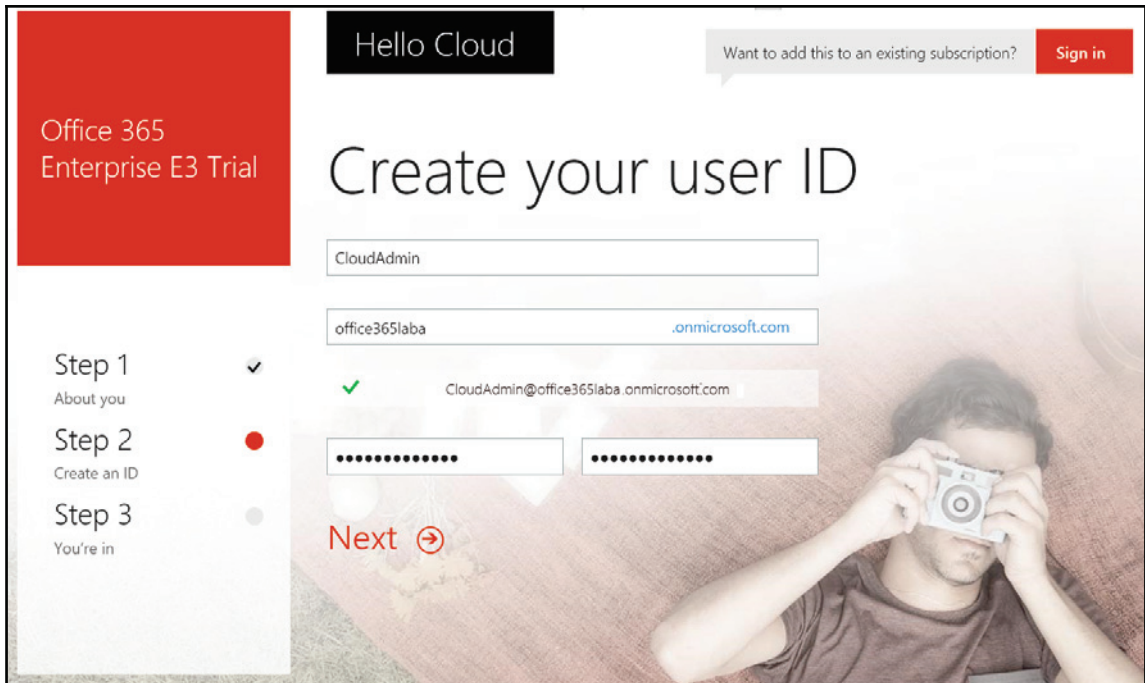 Hello Cloud
Want to add this to an existing subscription?
Sign in
Office 365
Enterprise E3 Trial
Create your user ID
CloudAdmin
office365laba
.onmicrosoft.com
CloudAdmin@office365laba.onmicrosoft.com
•••••••••••••
•••••••••••••
Next
Step 1
About you
Step 2
Create an ID
Step 3
You're in